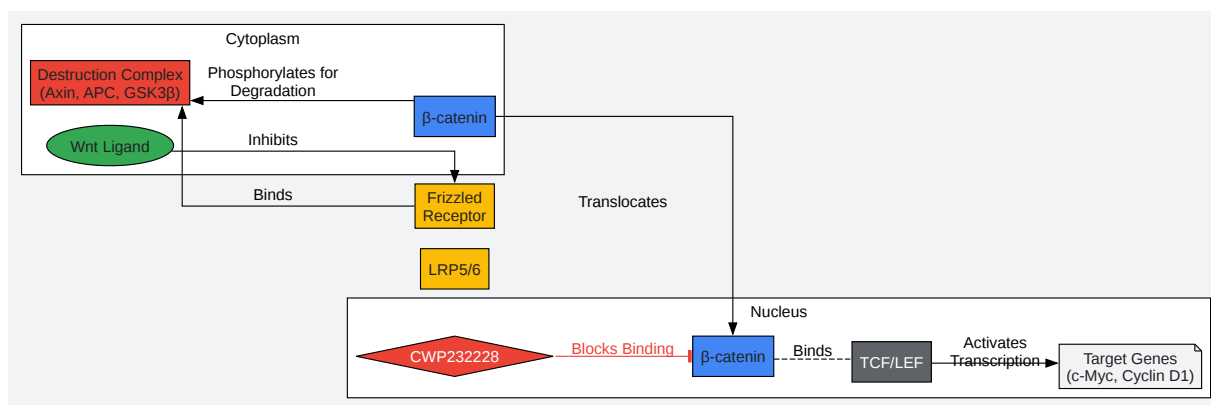 Cytoplasm
Destruction Complex
(Axin, APC, GSK3β)
Phosphorylates for
Degradation
β-catenin
Wnt Ligand
Inhibits
Binds
Frizzled
Receptor
Translocates
LRP5/6
Nucleus
CWP232228
Blocks Binding
β-catenin
Binds
TCF/LEF
Activates
Transcription
Target Genes
(c-Myc, Cyclin D1)